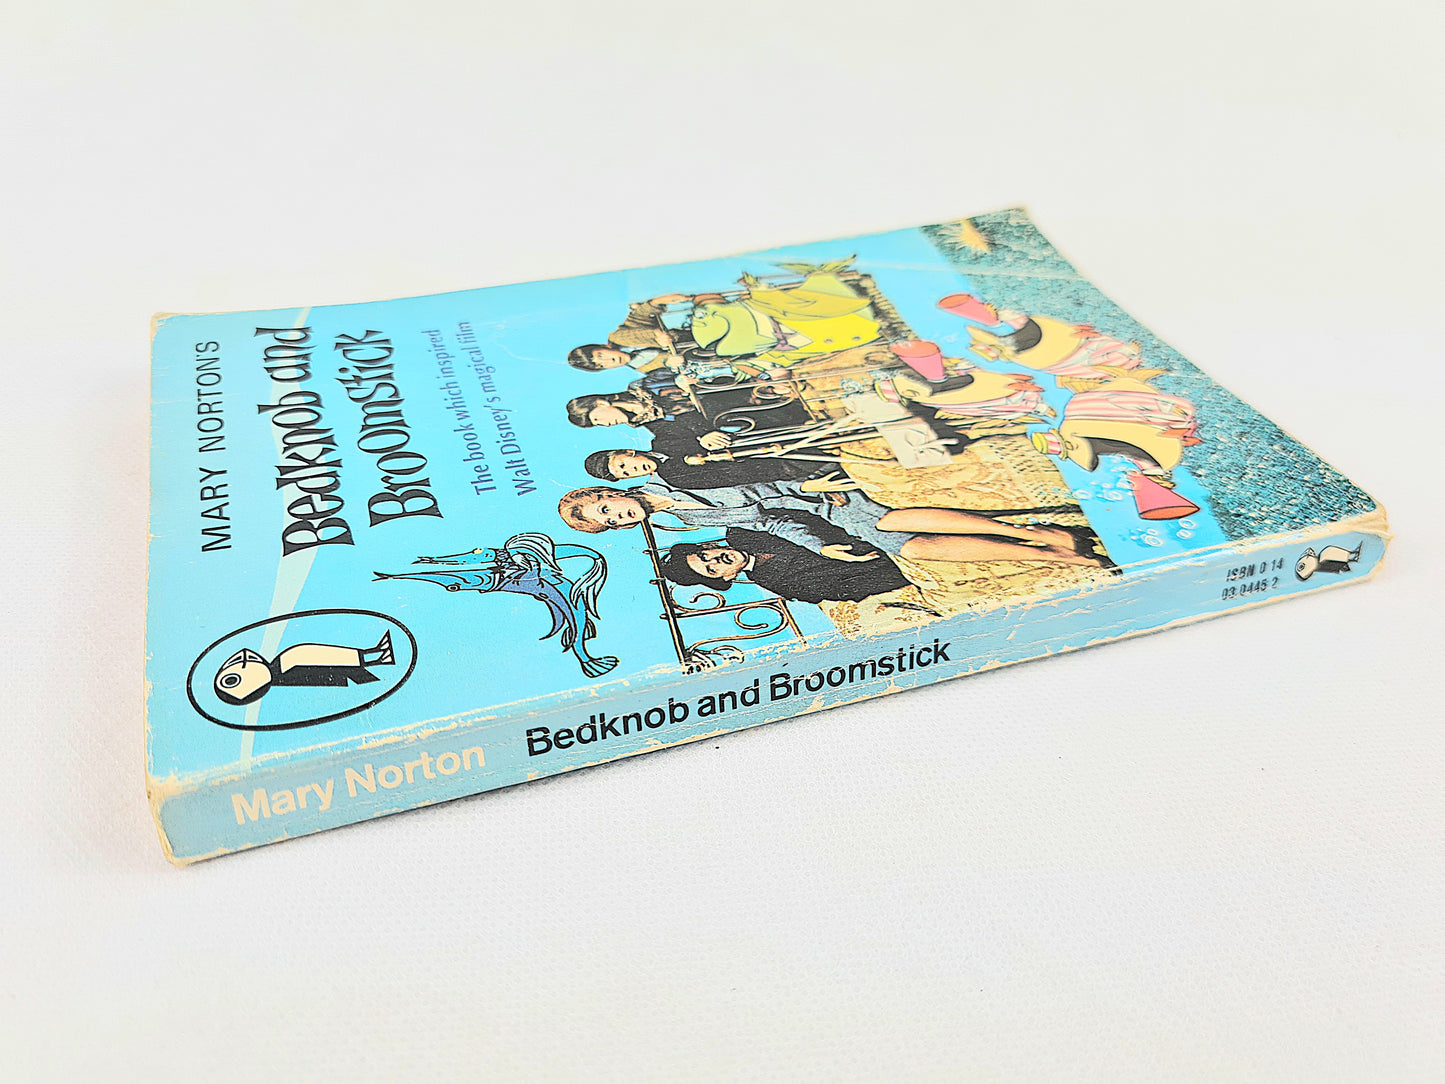 MARY NORTON'S
Bedknob and
Broomstick
The book which inspired
Walt Disney's magical film
Mary Norton Bedknob and Broomstick
ISBN 0 14
03.0445 2